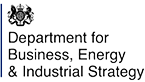 Department for
Business, Energy
& Industrial Strategy